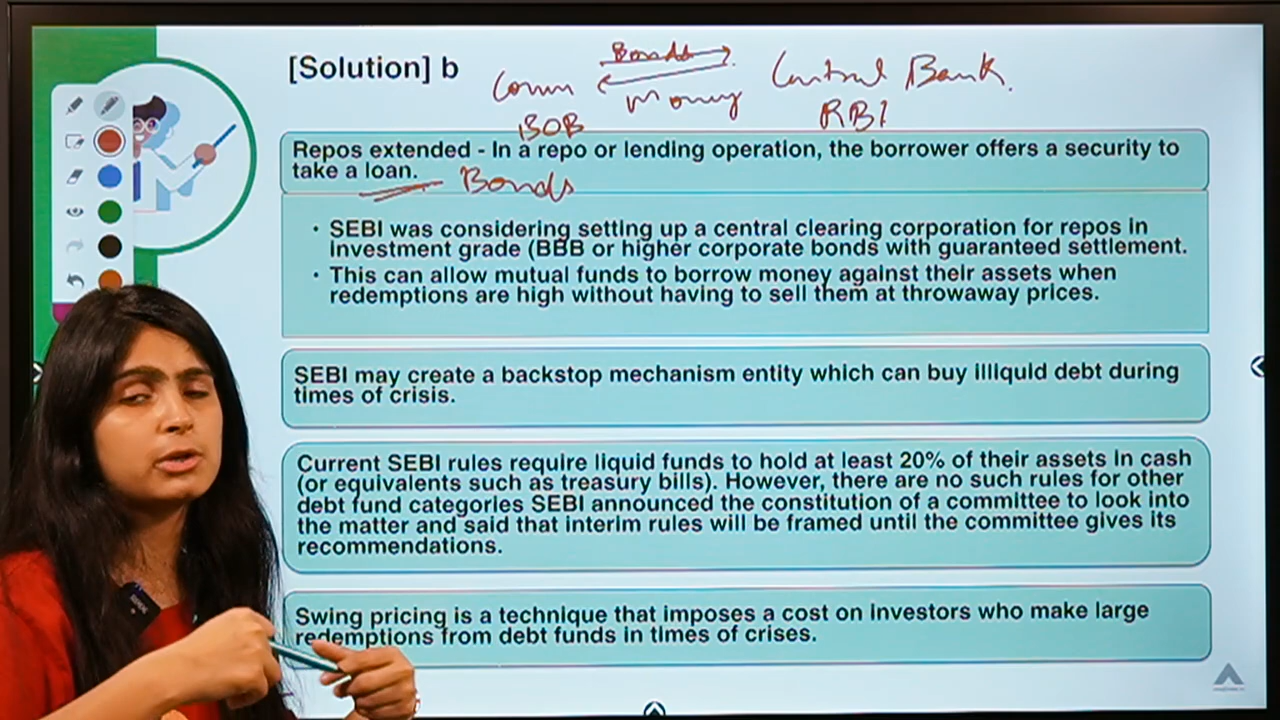 [Solution] b
Bonds
Comm
Central Bank.
Money
BOB
RBI
Repos extended - In a repo or lending operation, the borrower offers a security to
take a loan.
Bonds
• SEBI was considering setting up a central clearing corporation for repos in
investment grade (BBB or higher corporate bonds with guaranteed settlement.
• This can allow mutual funds to borrow money against their assets when
redemptions are high without having to sell them at throwaway prices.
SEBI may create a backstop mechanism entity which can buy illiquid debt during
times of crisis.
Current SEBI rules require liquid funds to hold at least 20% of their assets in cash
(or equivalents such as treasury bills). However, there are no such rules for other
debt fund categories SEBI announced the constitution of a committee to look into
the matter and said that interim rules will be framed until the committee gives its
recommendations.
Swing pricing is a technique that imposes a cost on investors who make large
redemptions from debt funds in times of crises.